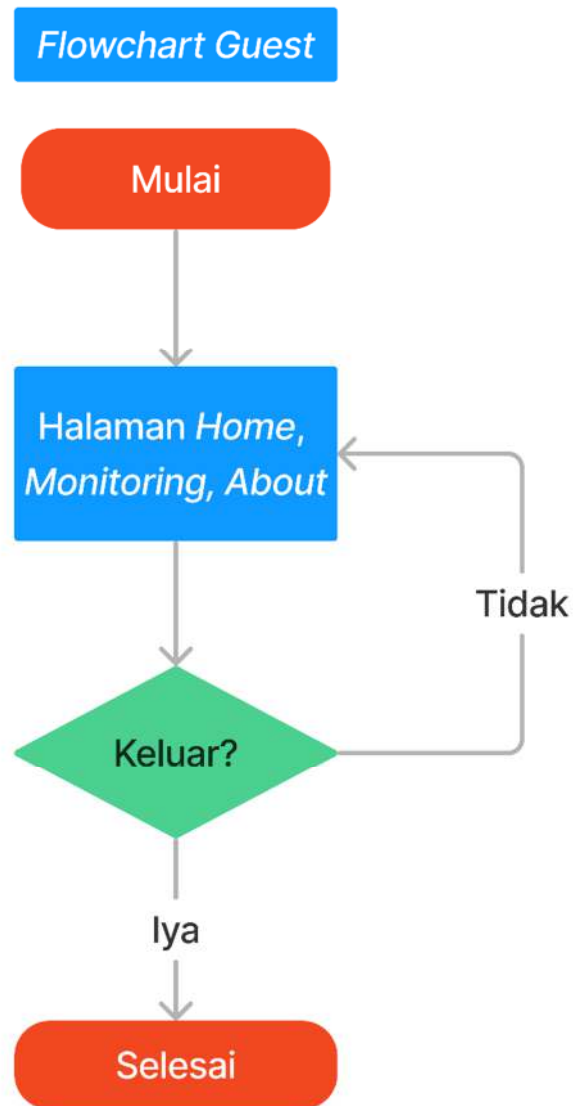 Flowchart Guest
Mulai
Halaman Home,
Monitoring, About
Tidak
Keluar?
Iya
Selesai